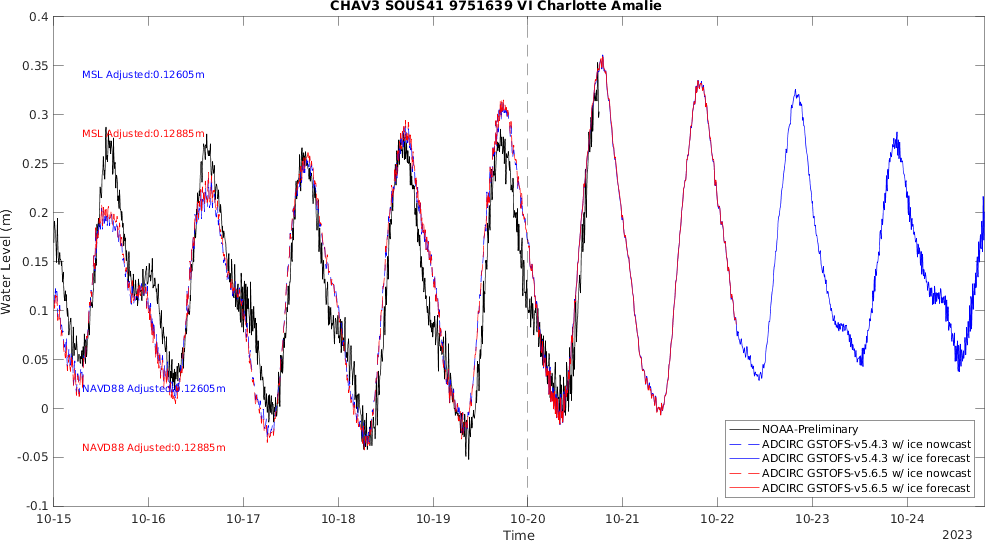 CHAV3 SOUS41 9751639 VI Charlotte Amalie
0.4
0.35
0.3
0.25
0.2
0.15
0.1
0.05
0
-0.05
-0.1
Water Level (m)
MSL Adjusted:0.12605m
MSL Adjusted:0.12885m
NAVD88 Adjusted:0.12605m
NAVD88 Adjusted:0.12885m
NOAA-Preliminary
ADCIRC GSTOFS-v5.4.3 w/ ice nowcast
ADCIRC GSTOFS-v5.4.3 w/ ice forecast
ADCIRC GSTOFS-v5.6.5 w/ ice nowcast
ADCIRC GSTOFS-v5.6.5 w/ ice forecast
10-15 10-16 10-17 10-18 10-19 10-20 10-21 10-22 10-23 10-24
Time
2023